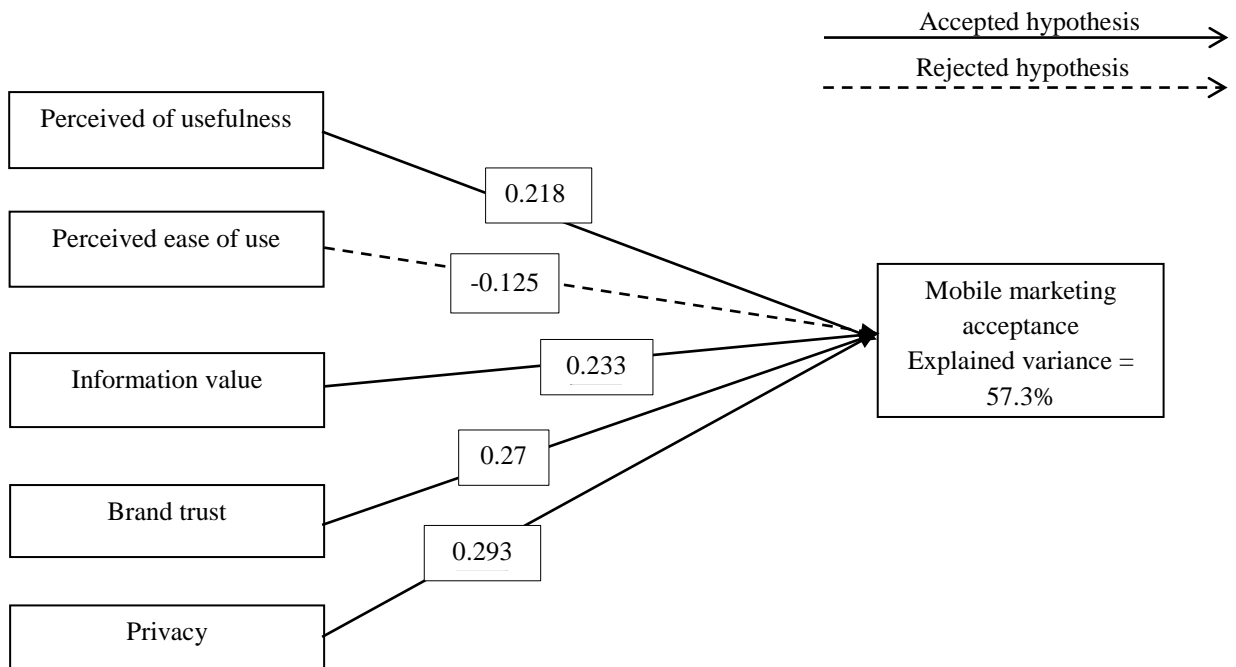 Accepted hypothesis
Rejected hypothesis
Perceived of usefulness
0.218
Perceived ease of use
-0.125
Mobile marketing
acceptance
Explained variance =
57.3%
Information value
0.233
Brand trust
0.27
Privacy
0.293